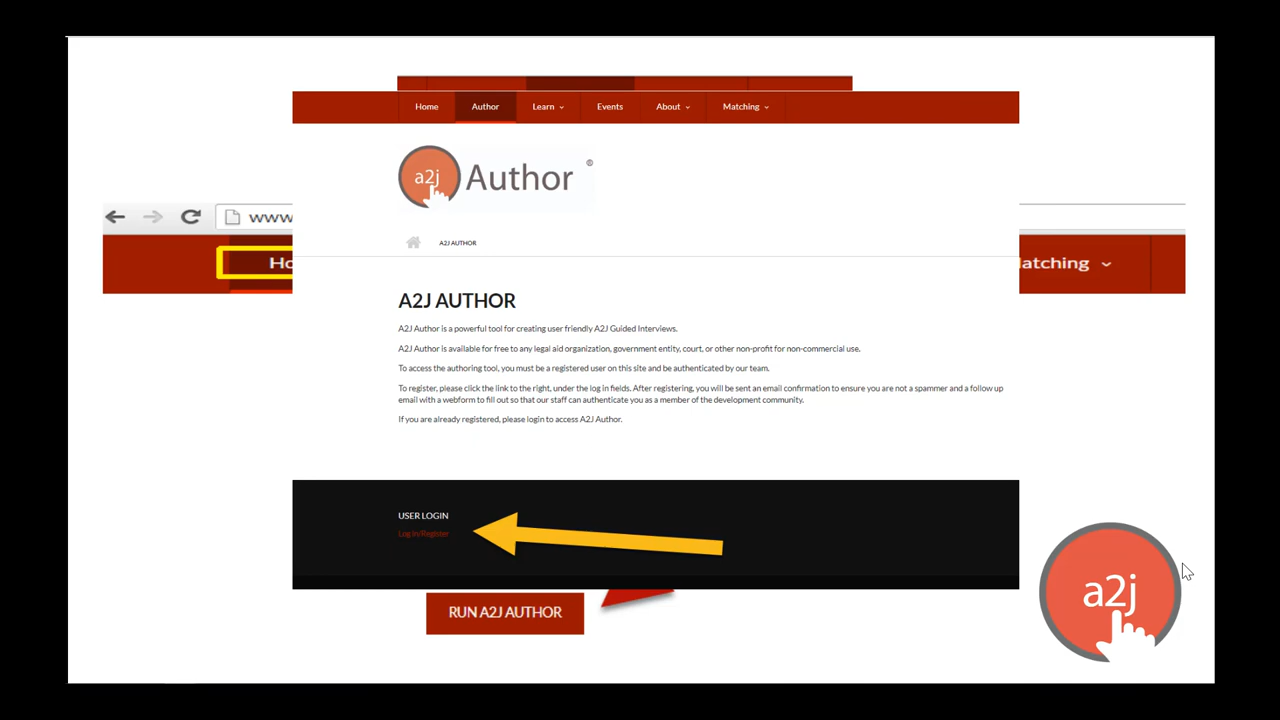 Home Author Learn Events About Matching
a2j Author ®
www.
Ho
atching
A2J AUTHOR
A2J AUTHOR
A2J Author is a powerful tool for creating user friendly A2J Guided Interviews.
A2J Author is available for free to any legal aid organization, government entity, court, or other non-profit for non-commercial use.
To access the authoring tool, you must be a registered user on this site and be authenticated by our team.
To register, please click the link to the right, under the log in fields. After registering, you will be sent an email confirmation to ensure you are not a spammer and a follow up
email with a webform to fill out so that our staff can authenticate you as a member of the development community.
If you are already registered, please login to access A2J Author.
USER LOGIN
Log In/Register
RUN A2J AUTHOR
a2j